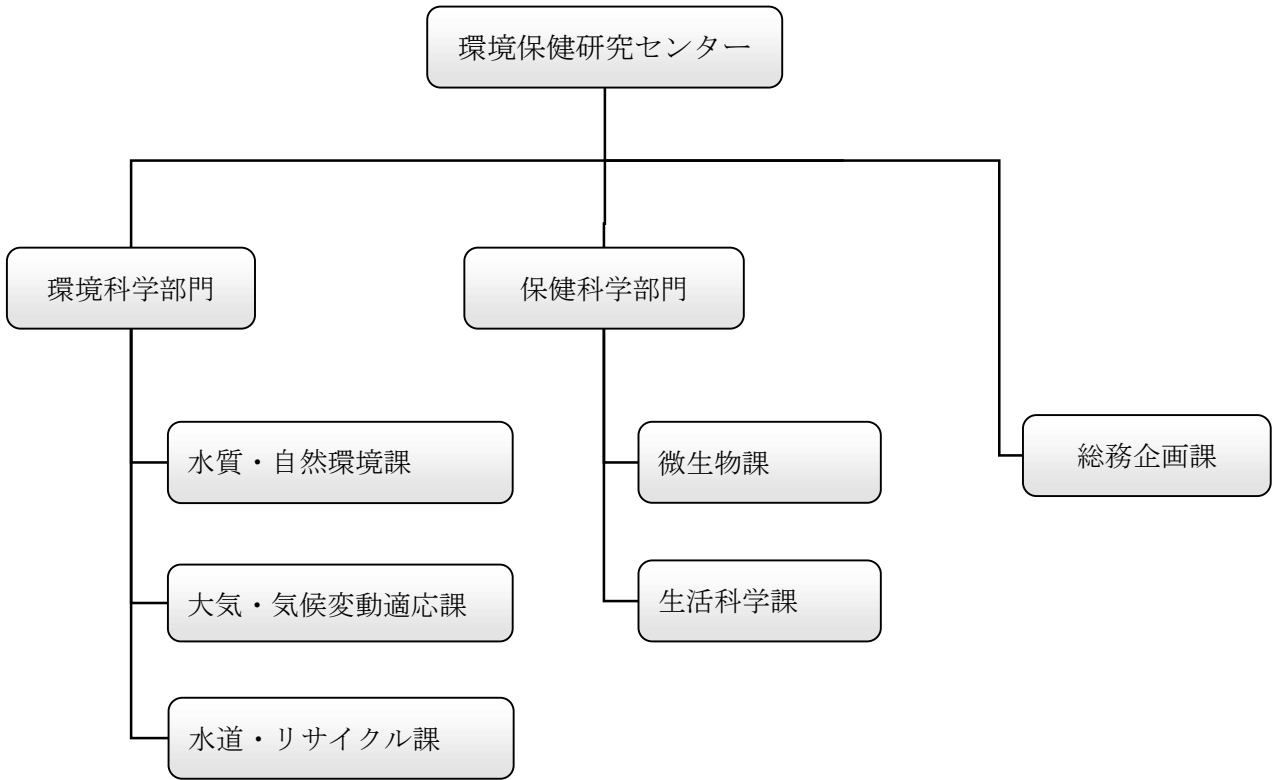 環境保健研究センター
環境科学部門
保健科学部門
水質・自然環境課
微生物課
総務企画課
大気・気候変動適応課
生活科学課
水道・リサイクル課